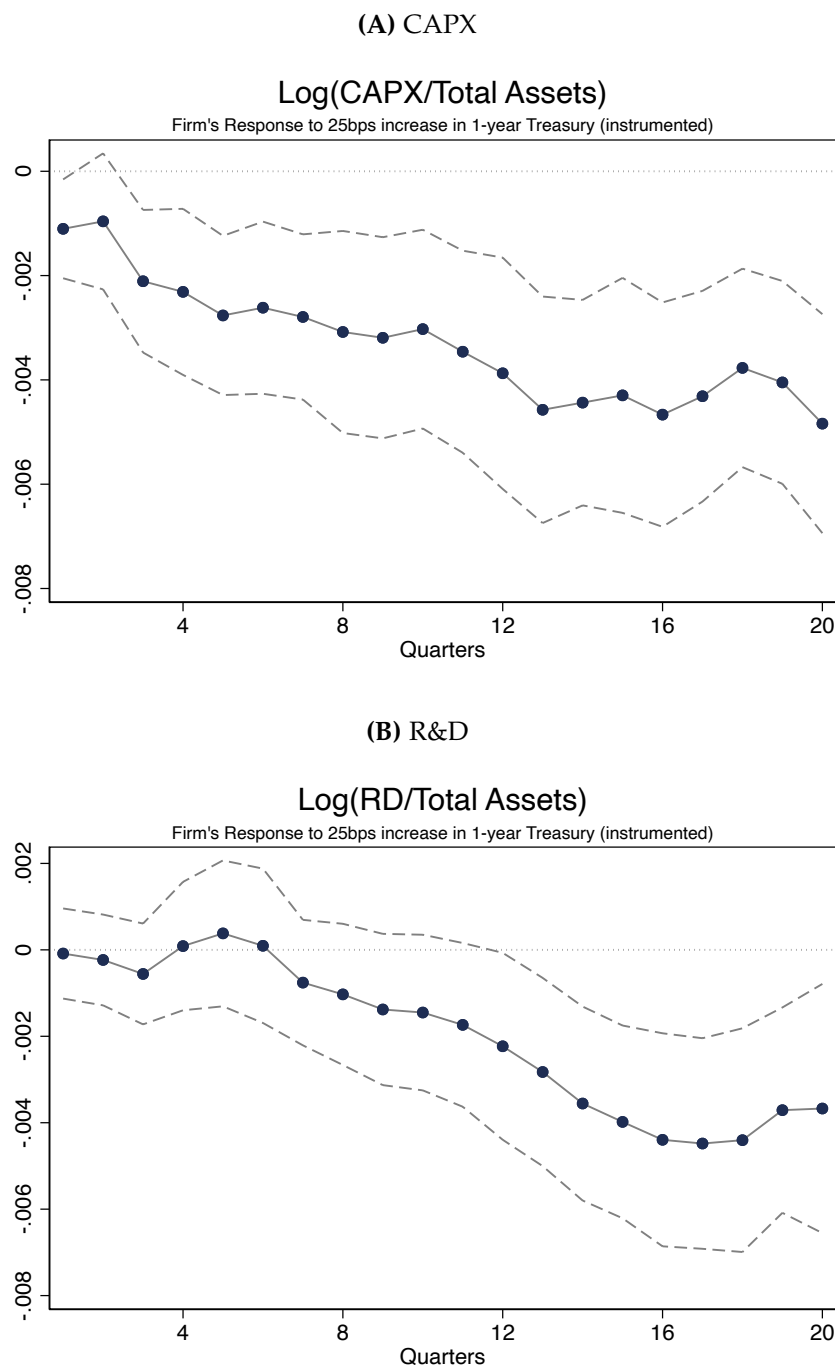 (A) CAPX
Log(CAPX/Total Assets)
Firm's Response to 25bps increase in 1-year Treasury (instrumented)
0
-.002
-.004
-.006
-.008
4 8 12 16 20
Quarters
(B) R&D
Log(RD/Total Assets)
Firm's Response to 25bps increase in 1-year Treasury (instrumented)
.002
0
-.002
-.004
-.006
-.008
4 8 12 16 20
Quarters